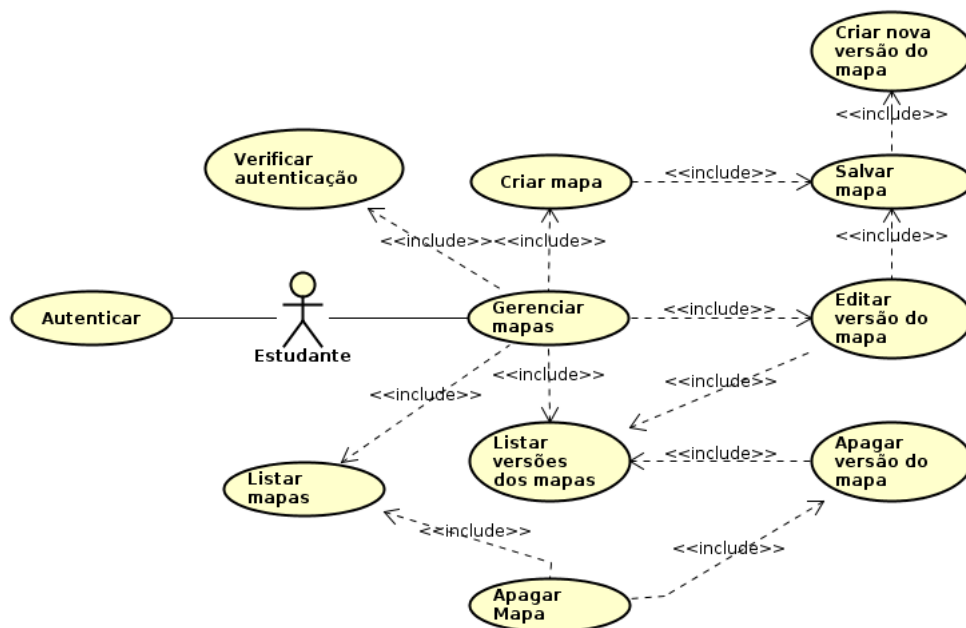 Criar nova
versão do
mapa
<<include>>
Verificar
autenticação
Criar mapa
<<include>>
Salvar
mapa
<<include>>
<<include>>
<<include>>
Autenticar
Estudante
Gerenciar
mapas
<<include>>
Editar
versão do
mapa
<<include>>
<<include>>
<<include>>
Listar
mapas
Listar
versões
dos mapas
<<include>>
Apagar
versão do
mapa
<<include>>
<<include>>
Apagar
Mapa